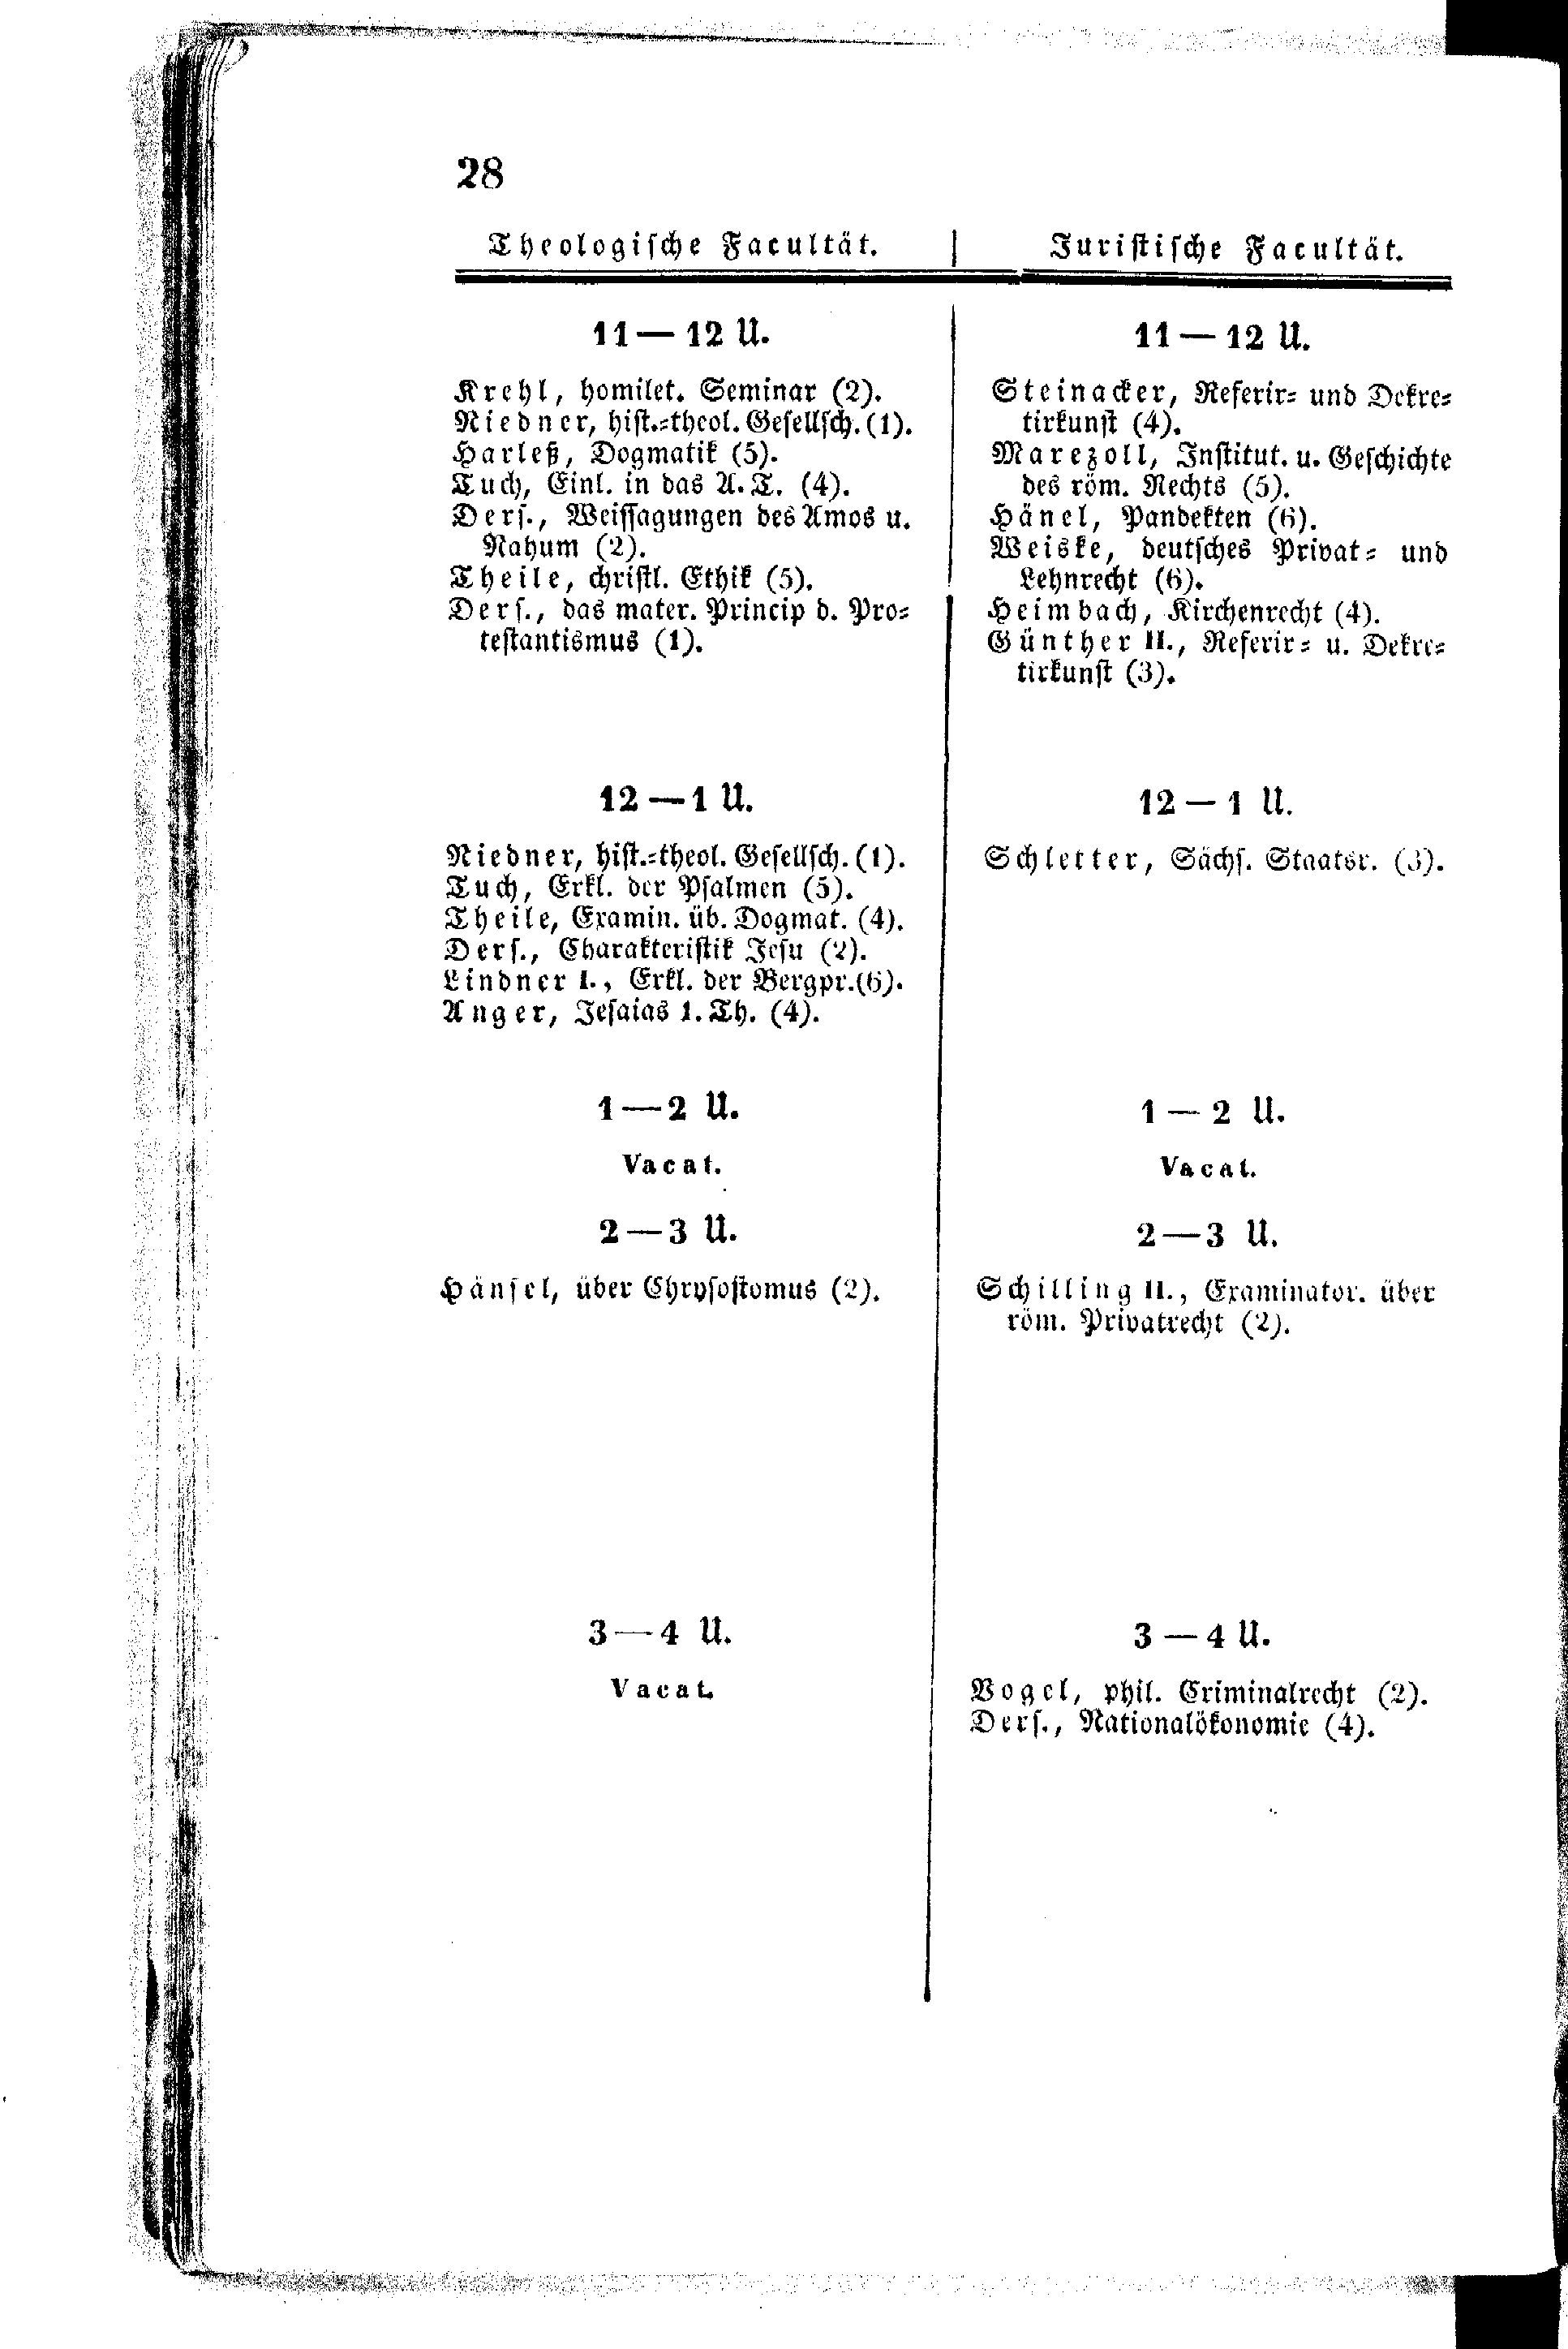 28
Theologische Facultät.
11 — 12 U.
Krehl, homilet. Seminar (2).
Niedner, hist.-theol. Gesellsch. (1).
Harleß, Dogmatik (5).
Tuch, Einl. in das A. T. (4).
Ders., Weissagungen des Amos u.
Nahum (2).
Theile, christl. Ethik (5).
Ders., das mater. Princip d. Pro-
testantismus (1).
12 — 1 U.
Niedner, hist.-theol. Gesellsch. (1).
Tuch, Erkl. der Psalmen (5).
Theile, Examin. üb. Dogmat. (4).
Ders., Charakteristik Jesu (2).
Lindner I., Erkl. der Bergpr. (6).
Anger, Jesaias 1. Th. (4).
1 — 2 U.
Vacat.
2 — 3 U.
Hänsel, über Chrysostomus (2).
3 — 4 U.
Vacat.
Juristische Facultät.
11 — 12 U.
Steinacker, Referir- und Dekre-
tirkunst (4).
Marezoll, Institut. u. Geschichte
des röm. Rechts (5).
Hänel, Pandekten (6).
Weiske, deutsches Privat- und
Lehnrecht (6).
Heimbach, Kirchenrecht (4).
Günther II., Referir- u. Dekre-
tirkunst (3).
12 — 1 U.
Schletter, Sächs. Staatsr. (3).
1 — 2 U.
Vacat.
2 — 3 U.
Schilling II., Examinator. über
röm. Privatrecht (2).
3 — 4 U.
Vogel, phil. Criminalrecht (2).
Ders., Nationalökonomie (4).